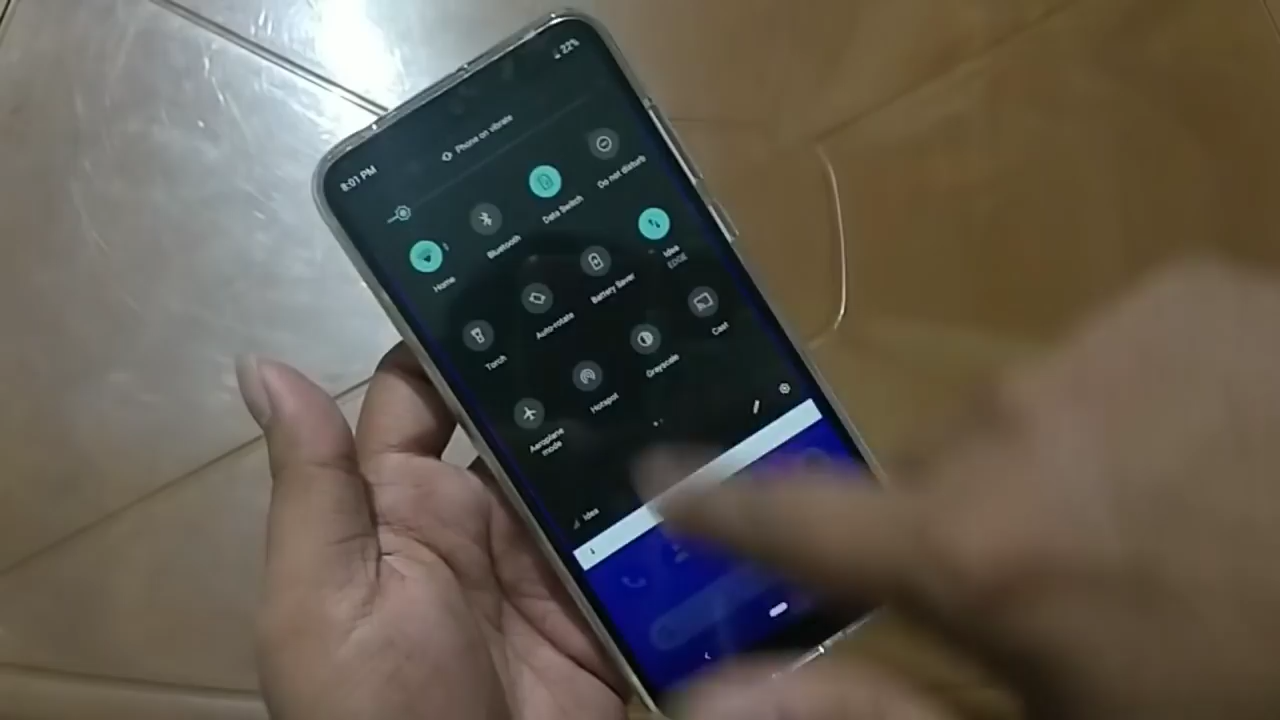 8:01 PM
22%
Phone on vibrate
Home
Bluetooth
Data Switch
Do not disturb
Torch
Auto-rotate
Battery Saver
Idea
EDGE
Aeroplane
mode
Hotspot
Grayscale
Cast
Idea